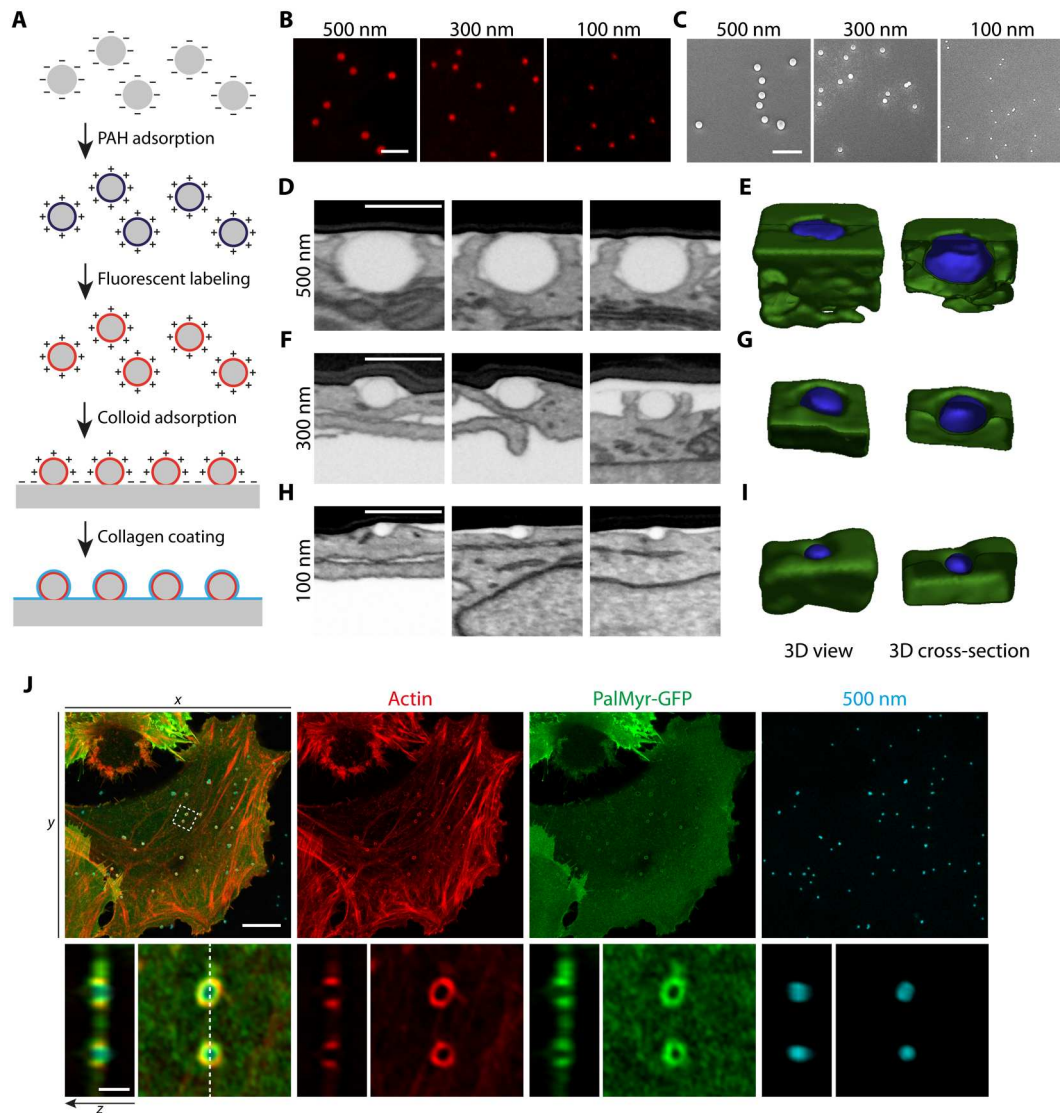 A
PAH adsorption
Fluorescent labeling
Colloid adsorption
Collagen coating
B
500 nm 300 nm 100 nm
C
500 nm 300 nm 100 nm
D
500 nm
E
F
300 nm
G
H
100 nm
I
3D view 3D cross-section
J
x
y
Actin
PalMyr-GFP
500 nm
z